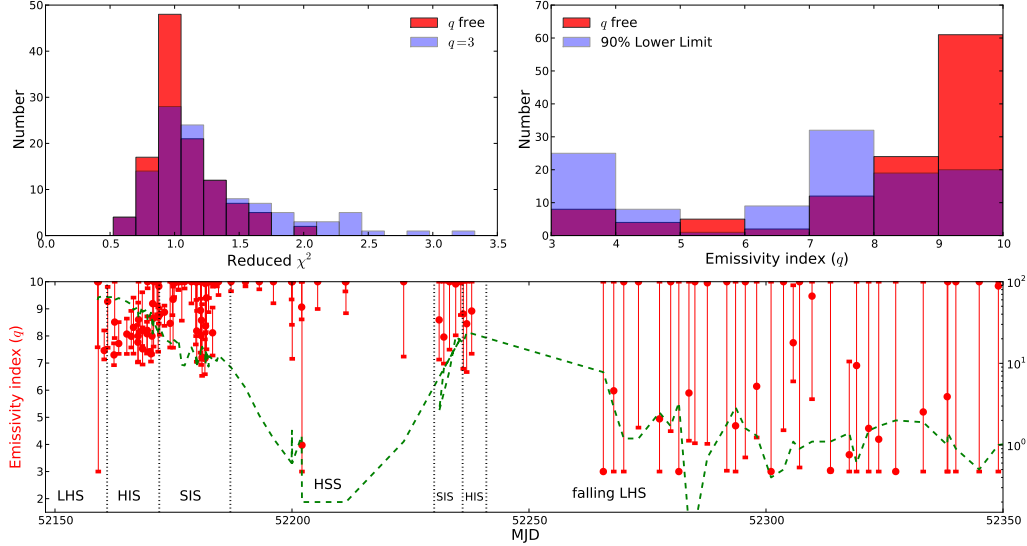 50
40
30
20
10
0
0.0 0.5 1.0 1.5 2.0 2.5 3.0 3.5
Number
Reduced χ²
q free
q=3
70
60
50
40
30
20
10
0
3 4 5 6 7 8 9 10
Number
Emissivity index (q)
q free
90% Lower Limit
10
9
8
7
6
5
4
3
2
Emissivity index (q)
10²
10¹
10⁰
LHS HIS SIS HSS SIS HIS falling LHS
52150 52200 52250 52300 52350
MJD